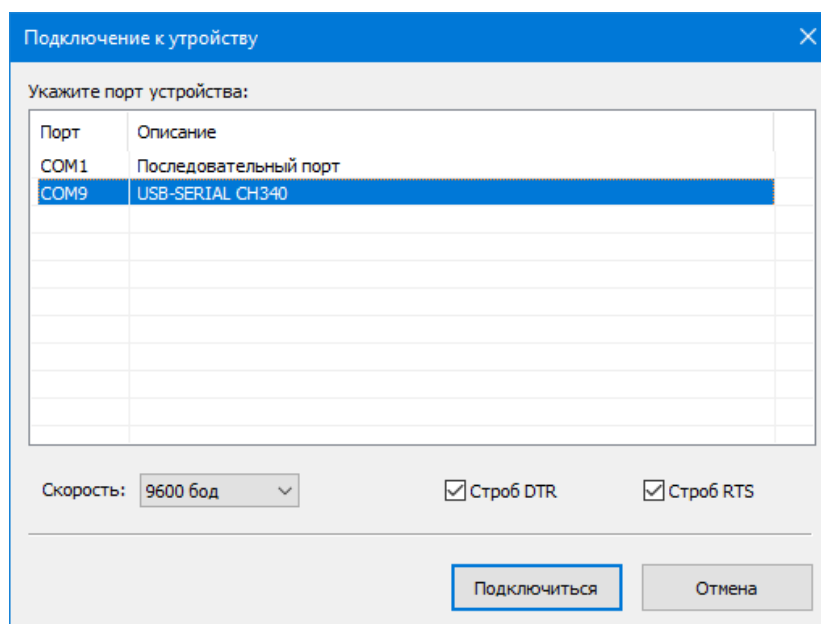 Подключение к утройству
Укажите порт устройства:
Порт Описание
COM1 Последовательный порт
COM9 USB-SERIAL CH340
Скорость: 9600 бод Строб DTR Строб RTS
Подключиться Отмена